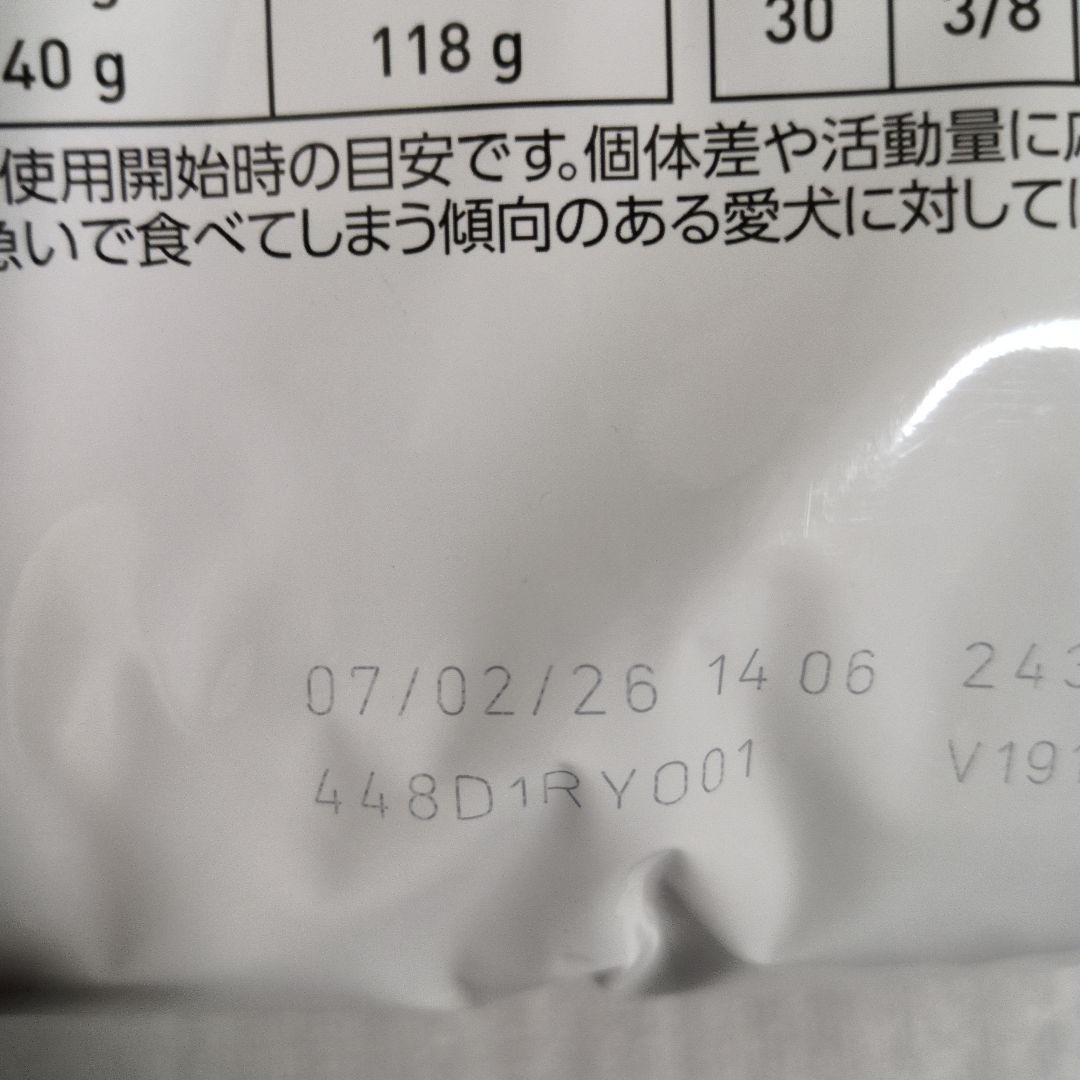 40 g 118 g 30 3/8
使用開始時の目安です。個体差や活動量に
いで食べてしまう傾向のある愛犬に対して
07/02/26 14 06 243
448D1RY001 V191